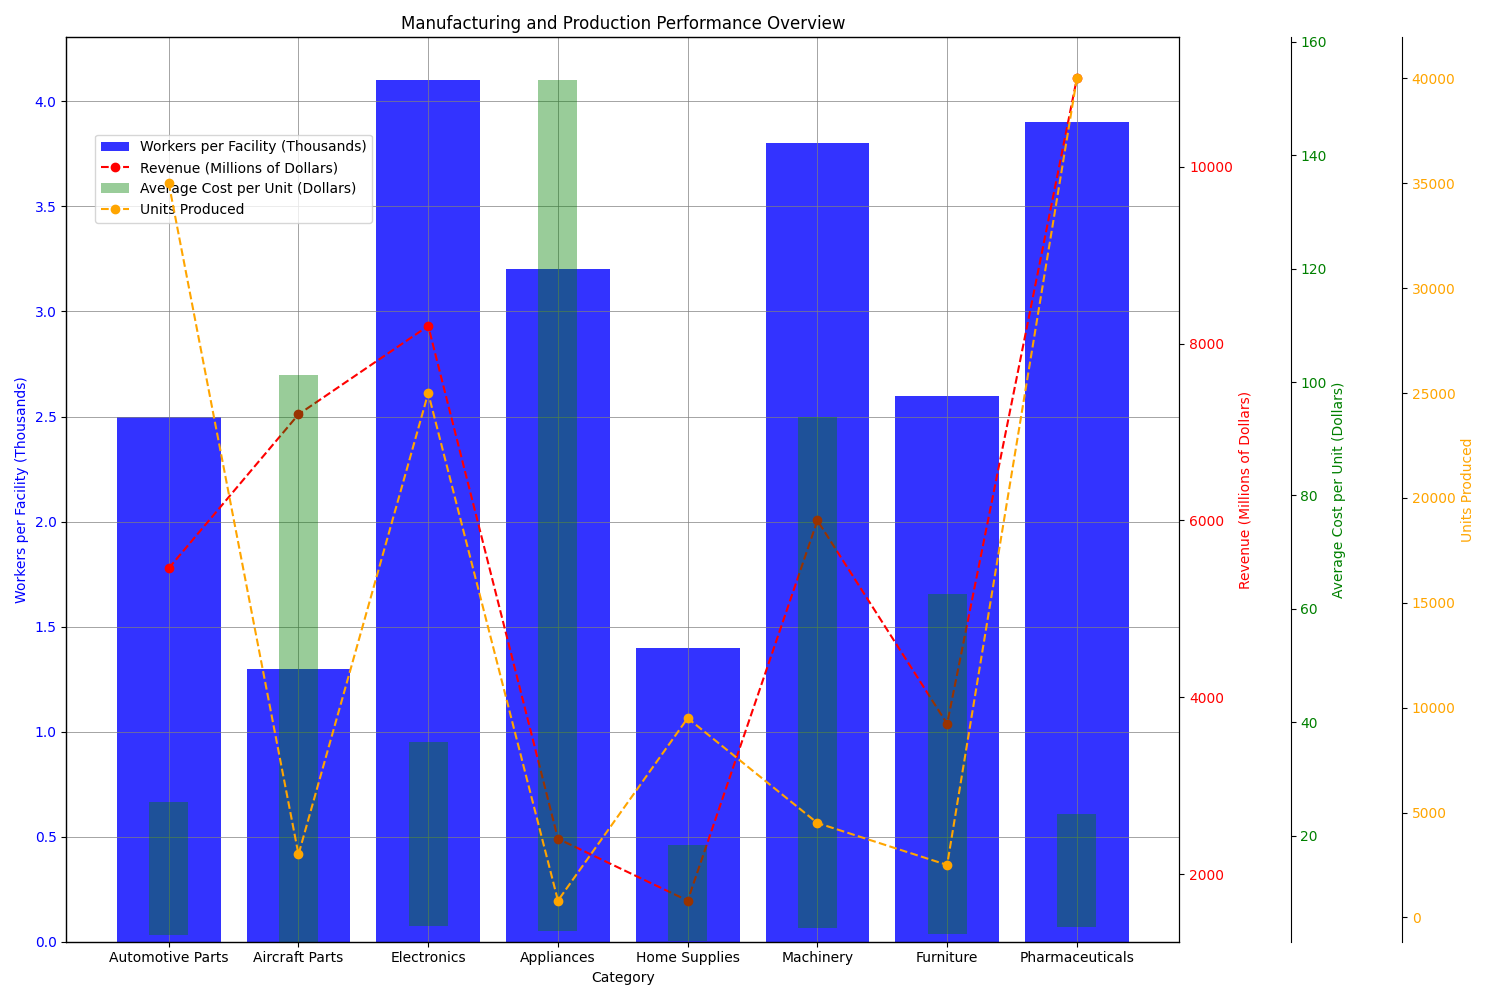 Manufacturing and Production Performance Overview
Workers per Facility (Thousands)
4.0
3.5
3.0
2.5
2.0
1.5
1.0
0.5
0.0
Workers per Facility (Thousands)
Revenue (Millions of Dollars)
Average Cost per Unit (Dollars)
Units Produced
Automotive Parts
Aircraft Parts
Electronics
Appliances
Home Supplies
Machinery
Furniture
Pharmaceuticals
Category
10000
8000
6000
4000
2000
Revenue (Millions of Dollars)
160
140
120
100
80
60
40
20
Average Cost per Unit (Dollars)
40000
35000
30000
25000
20000
15000
10000
5000
0
Units Produced